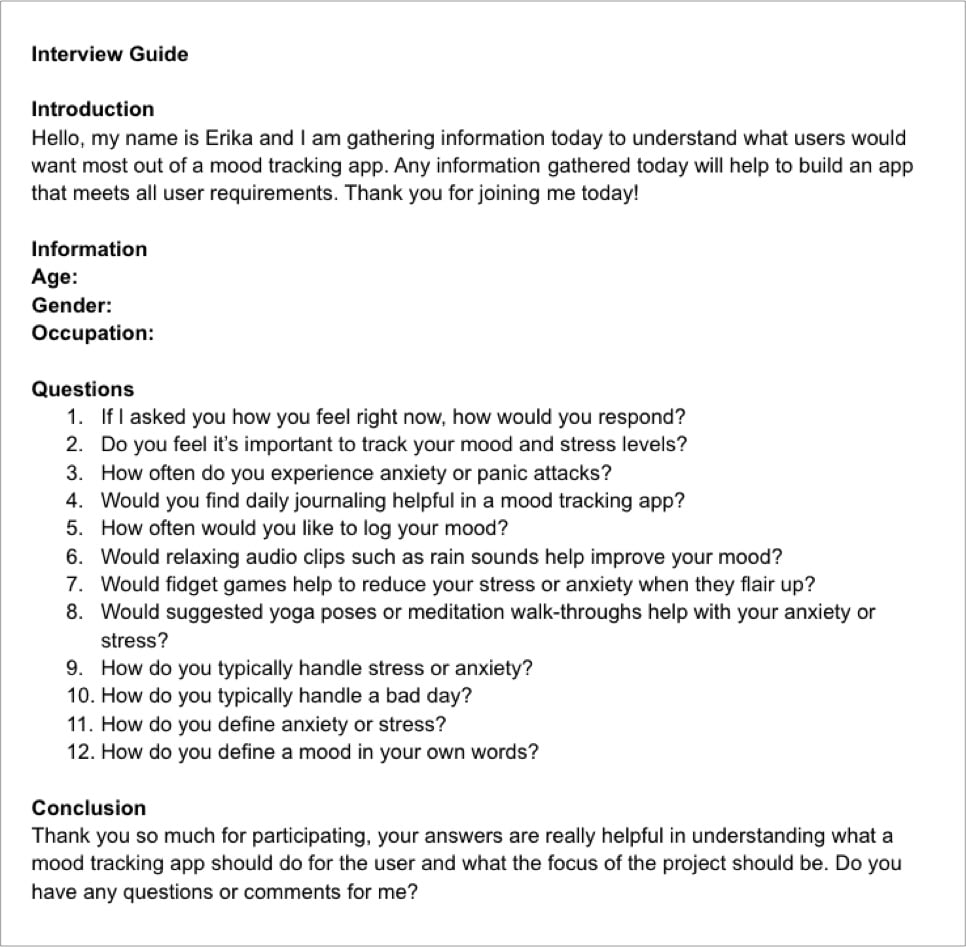 Interview Guide
Introduction
Hello, my name is Erika and I am gathering information today to understand what users would
want most out of a mood tracking app. Any information gathered today will help to build an app
that meets all user requirements. Thank you for joining me today!
Information
Age:
Gender:
Occupation:
Questions
1. If I asked you how you feel right now, how would you respond?
2. Do you feel it's important to track your mood and stress levels?
3. How often do you experience anxiety or panic attacks?
4. Would you find daily journaling helpful in a mood tracking app?
5. How often would you like to log your mood?
6. Would relaxing audio clips such as rain sounds help improve your mood?
7. Would fidget games help to reduce your stress or anxiety when they flair up?
8. Would suggested yoga poses or meditation walk-throughs help with your anxiety or
stress?
9. How do you typically handle stress or anxiety?
10. How do you typically handle a bad day?
11. How do you define anxiety or stress?
12. How do you define a mood in your own words?
Conclusion
Thank you so much for participating, your answers are really helpful in understanding what a
mood tracking app should do for the user and what the focus of the project should be. Do you
have any questions or comments for me?